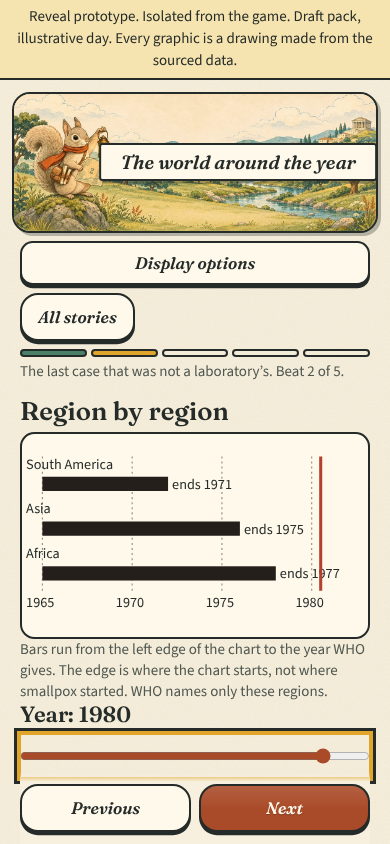 Reveal prototype. Isolated from the game. Draft pack,
illustrative day. Every graphic is a drawing made from the
sourced data.
The world around the year
Display options
All stories
The last case that was not a laboratory’s. Beat 2 of 5.
Region by region
South America
ends 1971
Asia
ends 1975
Africa
ends 1977
1965 1970 1975 1980
Bars run from the left edge of the chart to the year WHO
gives. The edge is where the chart starts, not where
smallpox started. WHO names only these regions.
Year: 1980
Previous Next